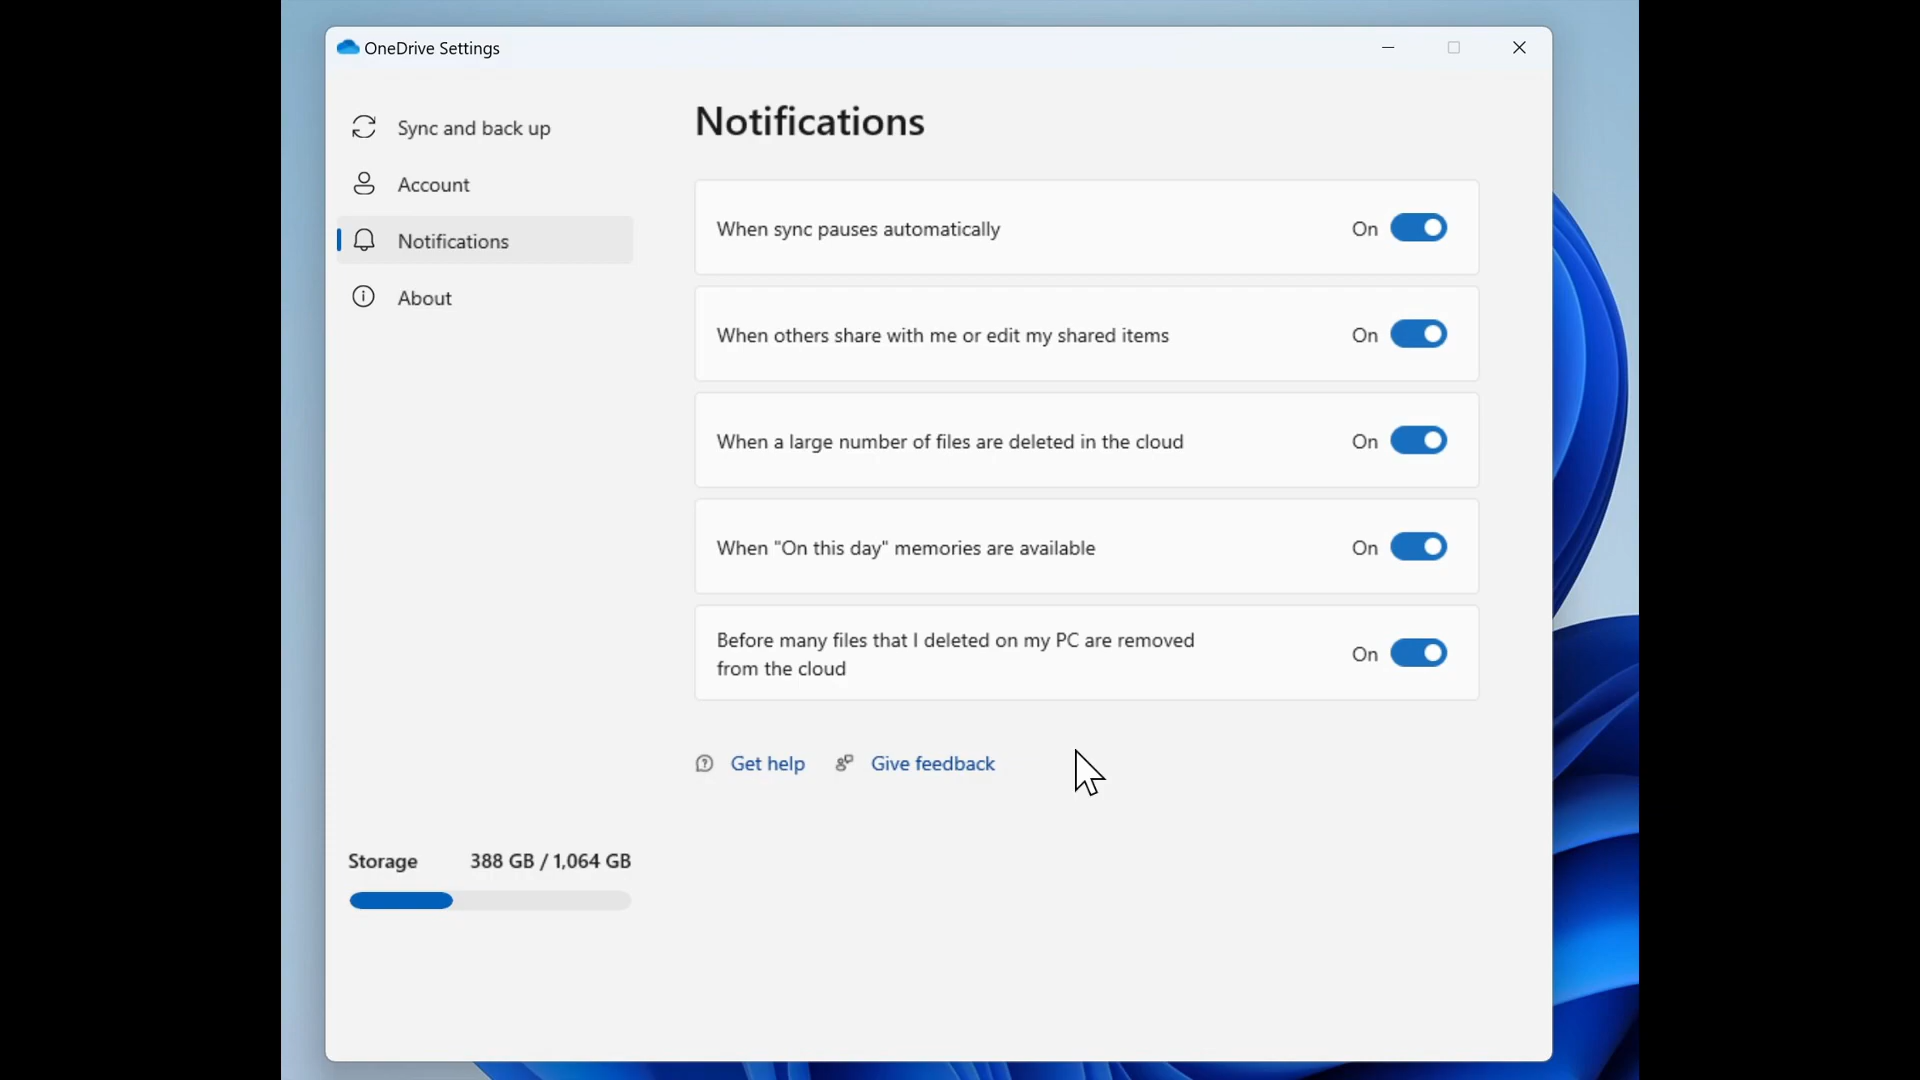 OneDrive Settings
Sync and back up
Account
Notifications
About
Storage 388 GB / 1,064 GB
Notifications
When sync pauses automatically On
When others share with me or edit my shared items On
When a large number of files are deleted in the cloud On
When "On this day" memories are available On
Before many files that I deleted on my PC are removed
from the cloud On
Get help Give feedback